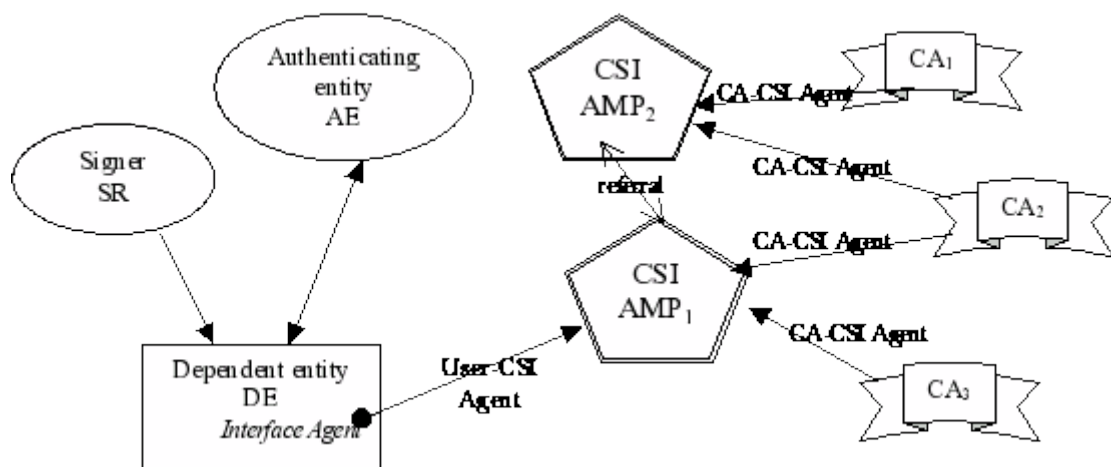 Authenticating
entity
AE
Signer
SR
CSI
AMP₂
CA-CSI Agent
CA₁
CA-CSI Agent
CA₂
referral
CA-CSI Agent
CSI
AMP₁
CA-CSI Agent
CA₃
User-CSI
Agent
Dependent entity
DE
Interface Agent